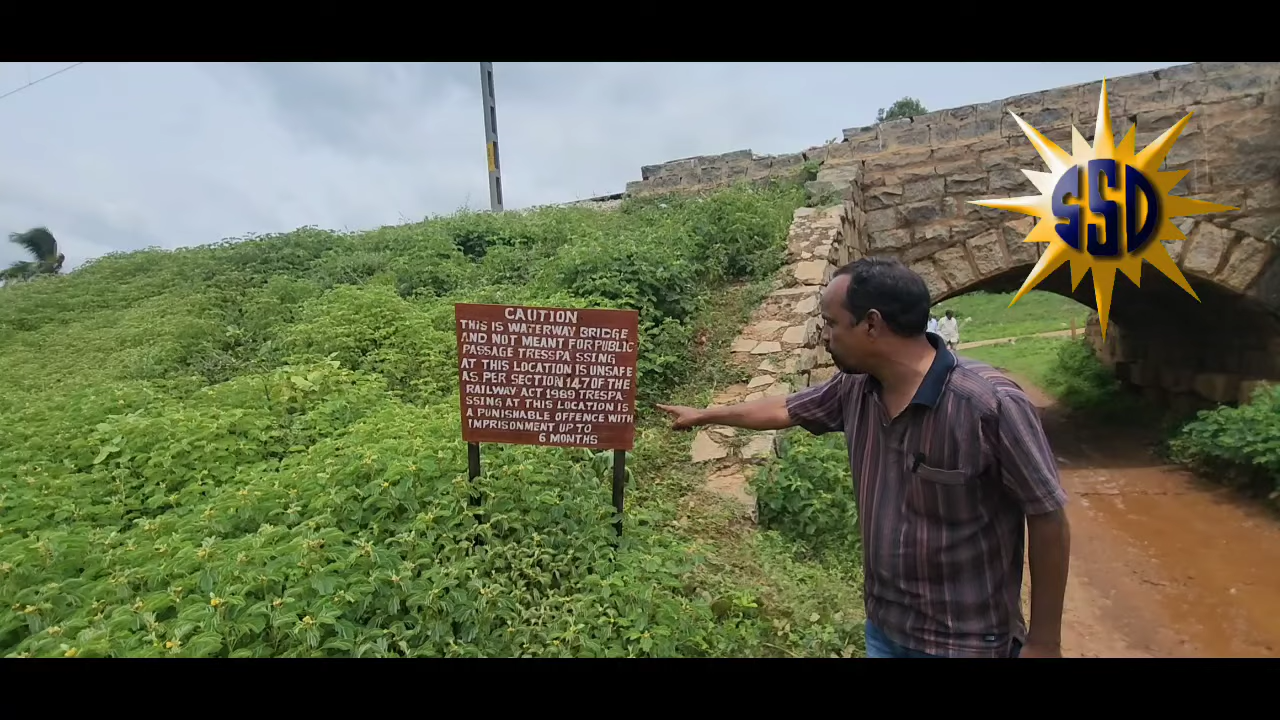 SSD
CAUTION
THIS IS WATERWAY BRIDGE
AND NOT MEANT FOR PUBLIC
PASSAGE TRESSPA SSING
AT THIS LOCATION IS UNSAFE
AS PER SECTION 147 OF THE
RAILWAY ACT 1989 TRESPA-
SSING AT THIS LOCATION IS
A PUNISHABLE OFFENCE WITH
IMPRISONMENT UP TO
6 MONTHS